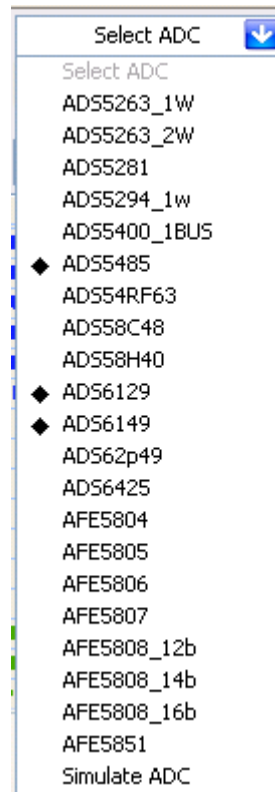 Select ADC
Select ADC
ADS5263_1W
ADS5263_2W
ADS5281
ADS5294_1w
ADS5400_1BUS
ADS5485
ADS54RF63
ADS58C48
ADS58H40
ADS6129
ADS6149
ADS62p49
ADS6425
AFE5804
AFE5805
AFE5806
AFE5807
AFE5808_12b
AFE5808_14b
AFE5808_16b
AFE5851
Simulate ADC